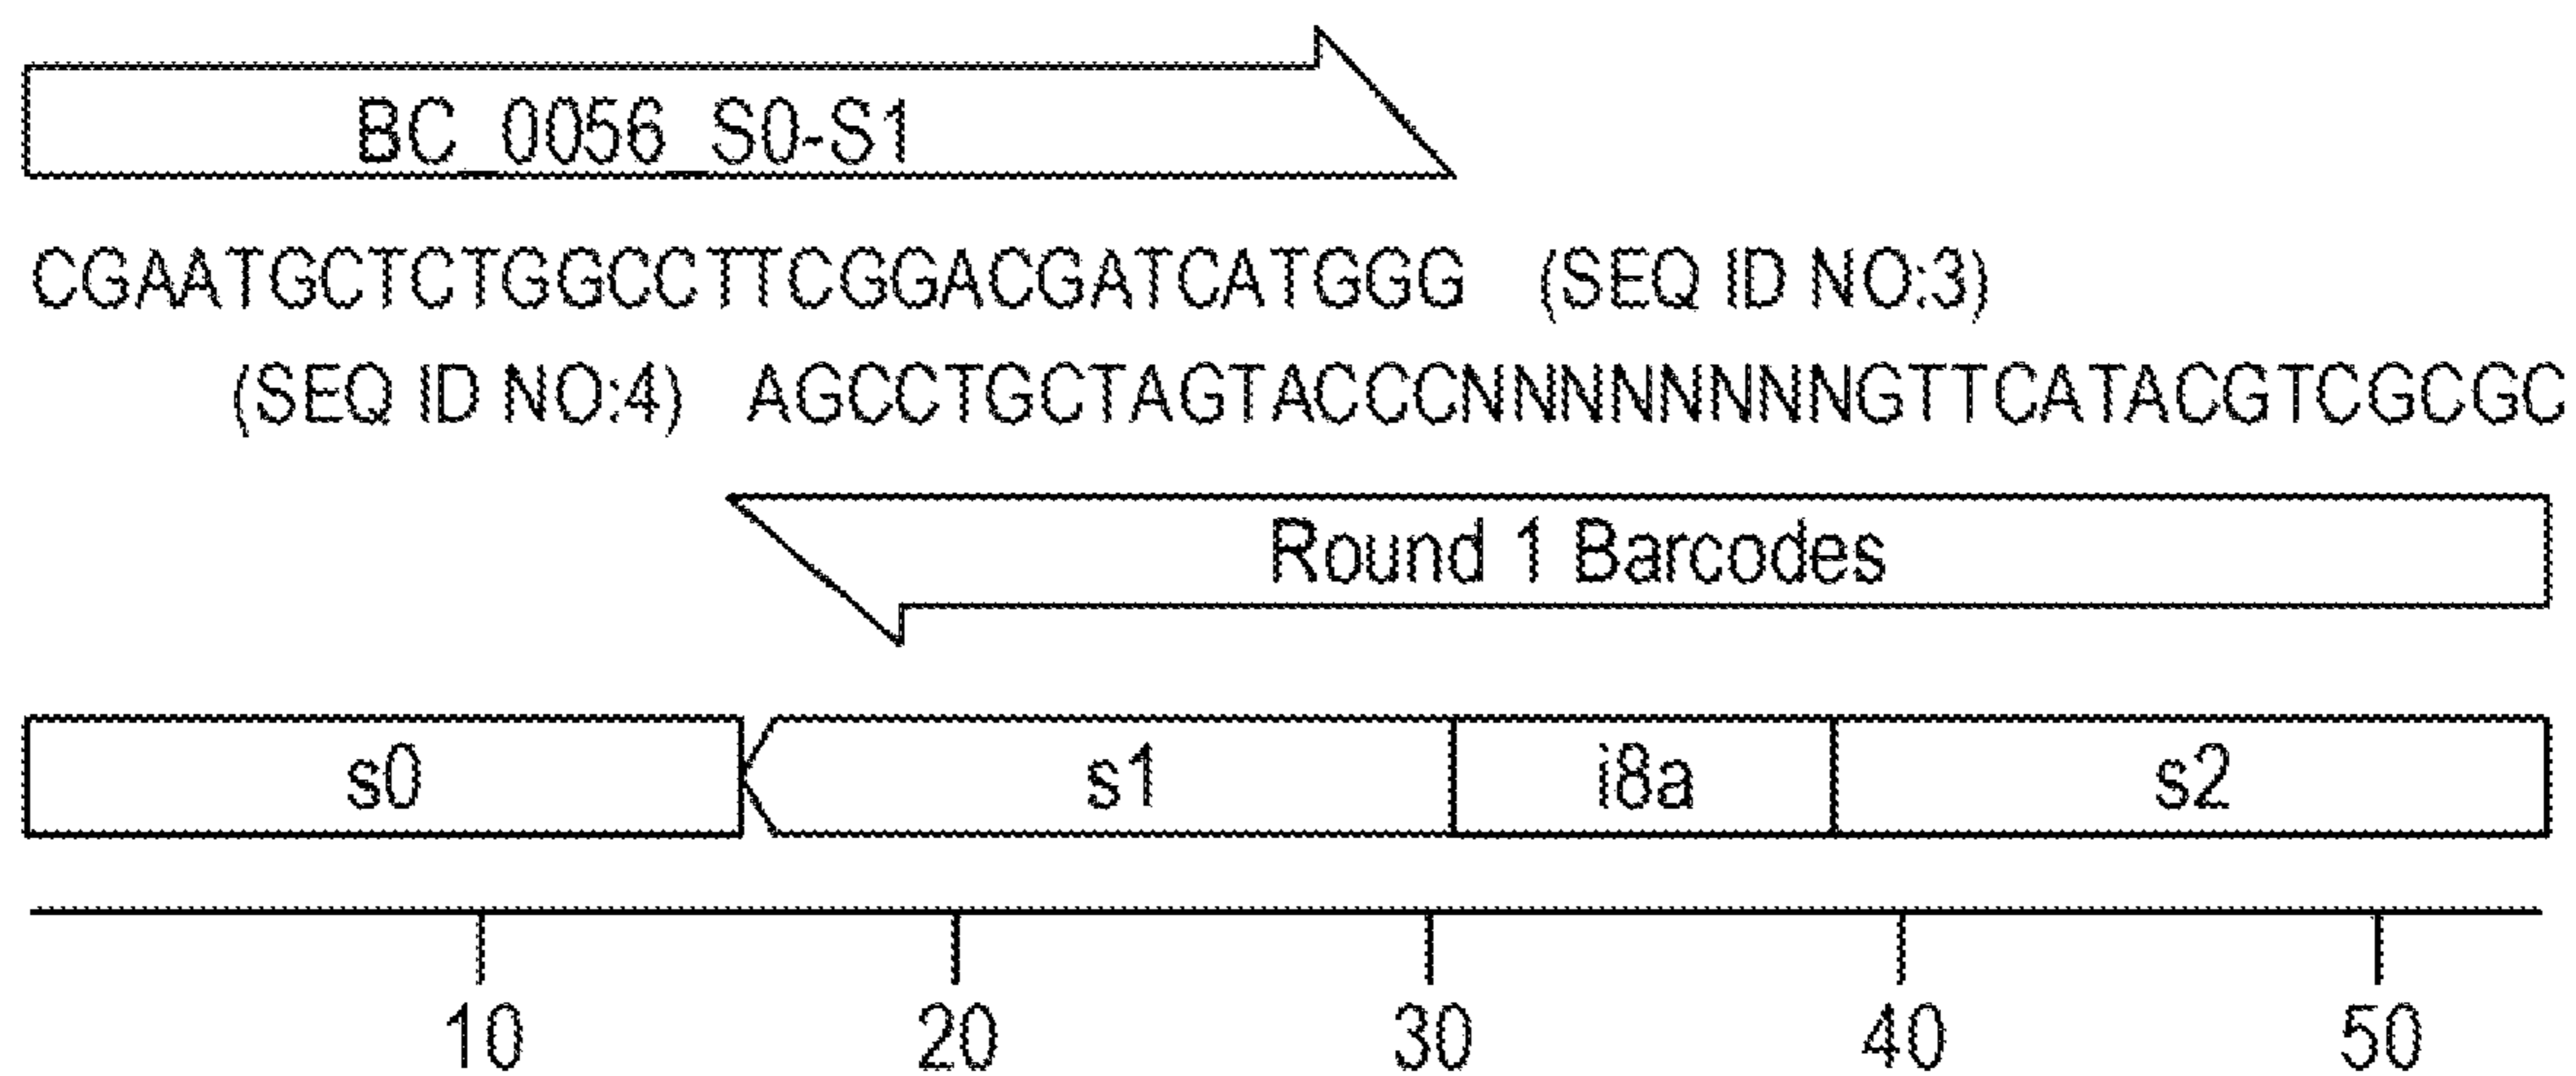 BC_0056_S0-S1
CGAATGCTCTGGCCTTCGGACGATCATGGG (SEQ ID NO:3)
(SEQ ID NO:4) AGCCTGCTAGTACCCNNNNNNNNGTTCATACGTCGCGC
Round 1 Barcodes
s0 s1 i8a s2
10 20 30 40 50